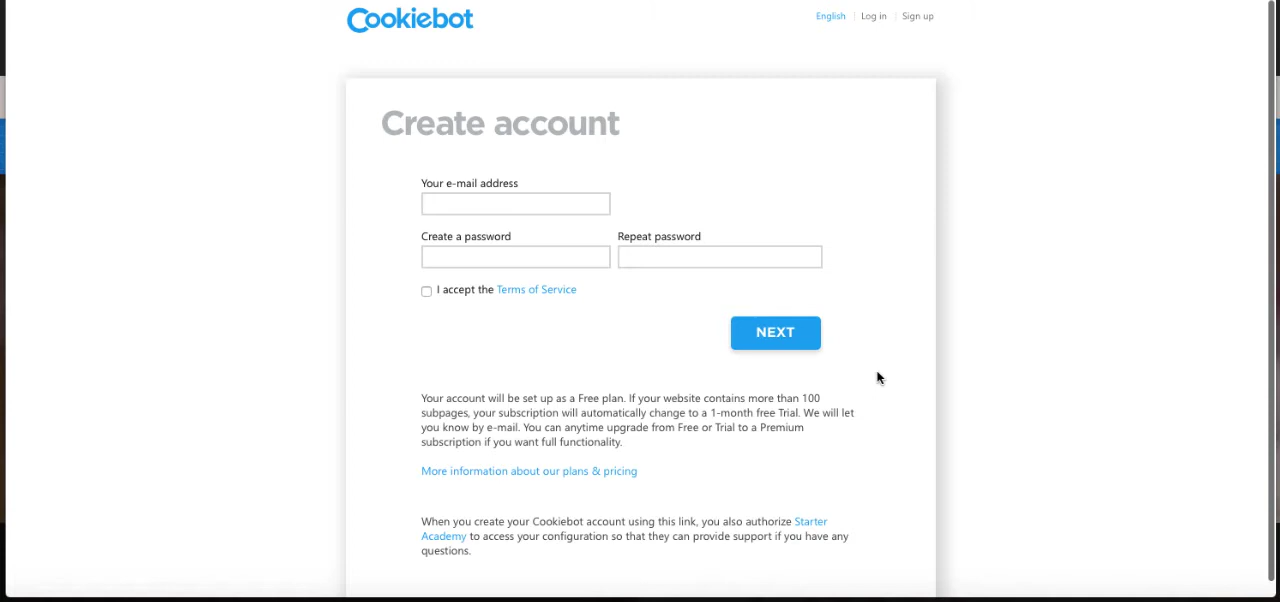 Cookiebot
English | Log in | Sign up
Create account
Your e-mail address
Create a password Repeat password
I accept the Terms of Service
NEXT
Your account will be set up as a Free plan. If your website contains more than 100
subpages, your subscription will automatically change to a 1-month free Trial. We will let
you know by e-mail. You can anytime upgrade from Free or Trial to a Premium
subscription if you want full functionality.
More information about our plans & pricing
When you create your Cookiebot account using this link, you also authorize Starter
Academy to access your configuration so that they can provide support if you have any
questions.